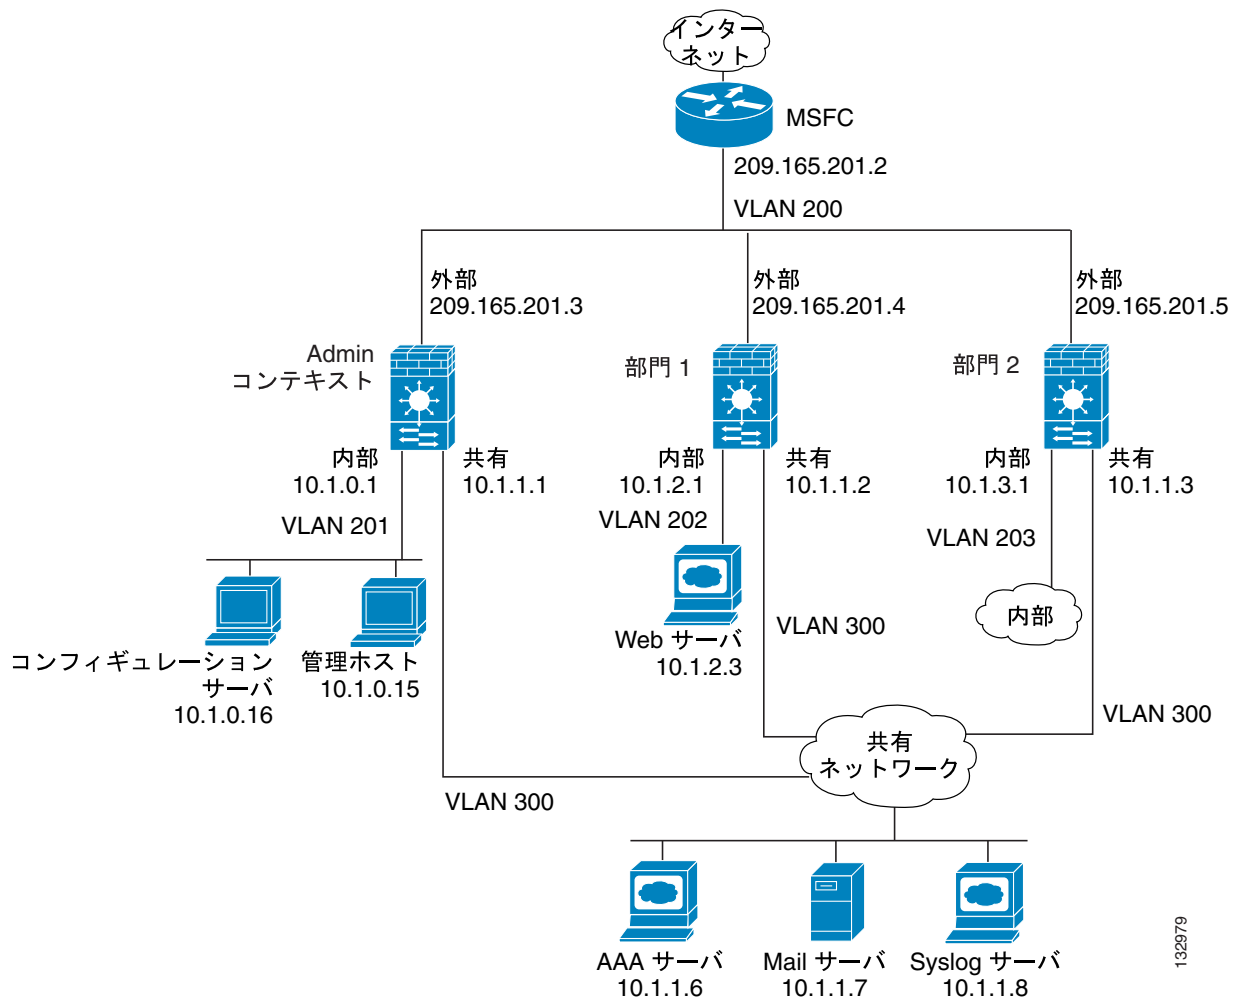 インター
ネット
MSFC
209.165.201.2
VLAN 200
外部
209.165.201.3
外部
209.165.201.4
外部
209.165.201.5
Admin
コンテキスト
部門 1
部門 2
内部
10.1.0.1
共有
10.1.1.1
内部
10.1.2.1
共有
10.1.1.2
内部
10.1.3.1
共有
10.1.1.3
VLAN 201
VLAN 202
VLAN 203
コンフィギュレーション
サーバ
10.1.0.16
管理ホスト
10.1.0.15
Web サーバ
10.1.2.3
VLAN 300
内部
VLAN 300
共有
ネットワーク
VLAN 300
AAA サーバ
10.1.1.6
Mail サーバ
10.1.1.7
Syslog サーバ
10.1.1.8
132979